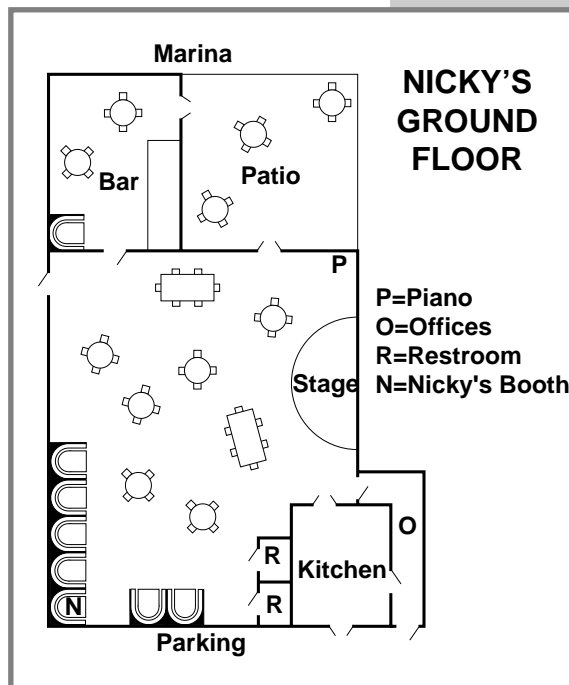 Marina
NICKY’S
GROUND
FLOOR
Bar
Patio
P
P=Piano
O=Offices
R=Restroom
N=Nicky's Booth
Stage
O
R
Kitchen
N
R
Parking